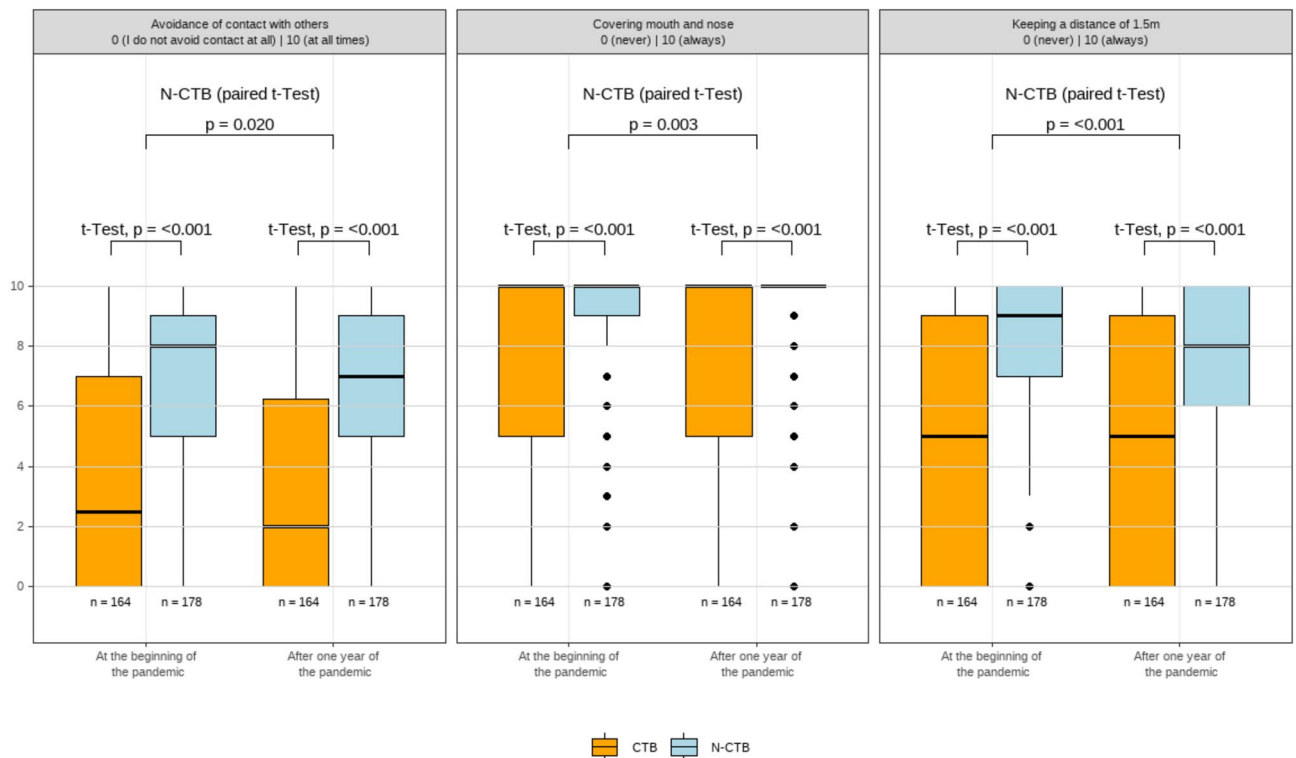 Avoidance of contact with others
0 (I do not avoid contact at all) | 10 (at all times)
Covering mouth and nose
0 (never) | 10 (always)
Keeping a distance of 1.5m
0 (never) | 10 (always)
N-CTB (paired t-Test)
p = 0.020
N-CTB (paired t-Test)
p = 0.003
N-CTB (paired t-Test)
p = <0.001
t-Test, p = <0.001
t-Test, p = <0.001
t-Test, p = <0.001
t-Test, p = <0.001
t-Test, p = <0.001
t-Test, p = <0.001
10
8
6
4
2
0
n = 164
n = 178
n = 164
n = 178
n = 164
n = 178
n = 164
n = 178
n = 164
n = 178
n = 164
n = 178
At the beginning of
the pandemic
After one year of
the pandemic
At the beginning of
the pandemic
After one year of
the pandemic
At the beginning of
the pandemic
After one year of
the pandemic
CTB
N-CTB